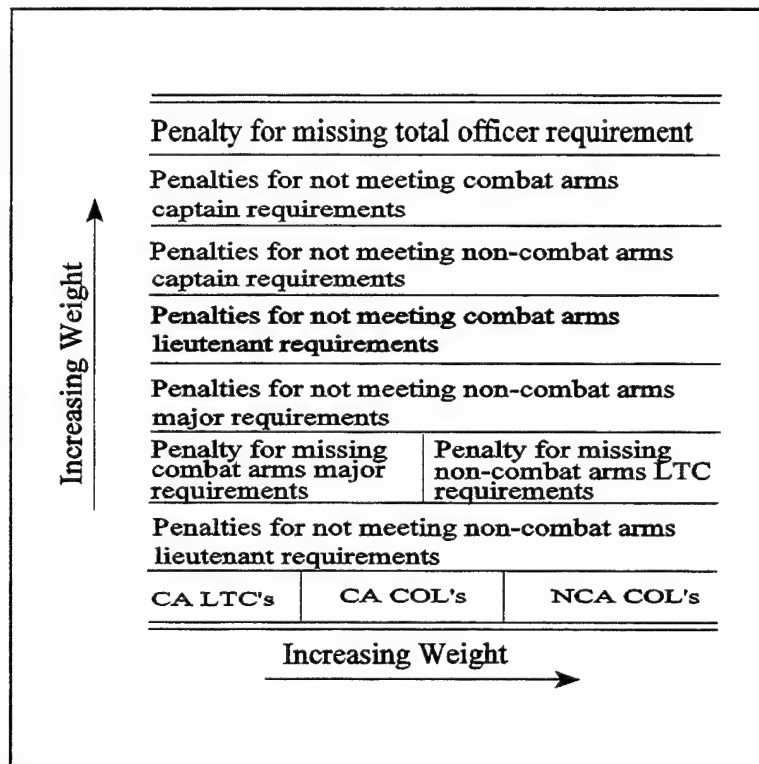 Penalty for missing total officer requirement
Penalties for not meeting combat arms
captain requirements
Penalties for not meeting non-combat arms
captain requirements
Penalties for not meeting combat arms
lieutenant requirements
Penalties for not meeting non-combat arms
major requirements
Penalty for missing
combat arms major
requirements
Penalty for missing
non-combat arms LTC
requirements
Penalties for not meeting non-combat arms
lieutenant requirements
CA LTC's
CA COL's
NCA COL's
Increasing Weight
Increasing Weight